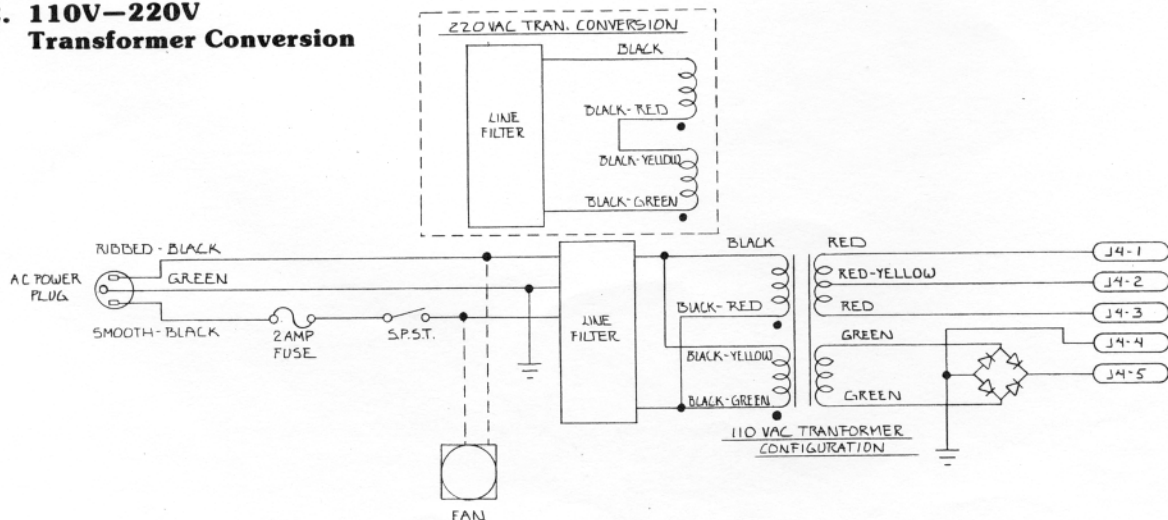 110V—220V
Transformer Conversion
220VAC TRAN. CONVERSION
BLACK
LINE
FILTER
BLACK-RED
BLACK-YELLOW
BLACK-GREEN
RIBBED - BLACK
GREEN
AC POWER
PLUG
SMOOTH-BLACK
2 AMP
FUSE
S.P.S.T.
LINE
FILTER
FAN
BLACK
BLACK-RED
BLACK-YELLOW
BLACK-GREEN
RED
RED-YELLOW
RED
GREEN
GREEN
110 VAC TRANFORMER
CONFIGURATION
J4-1
J4-2
J4-3
J4-4
J4-5